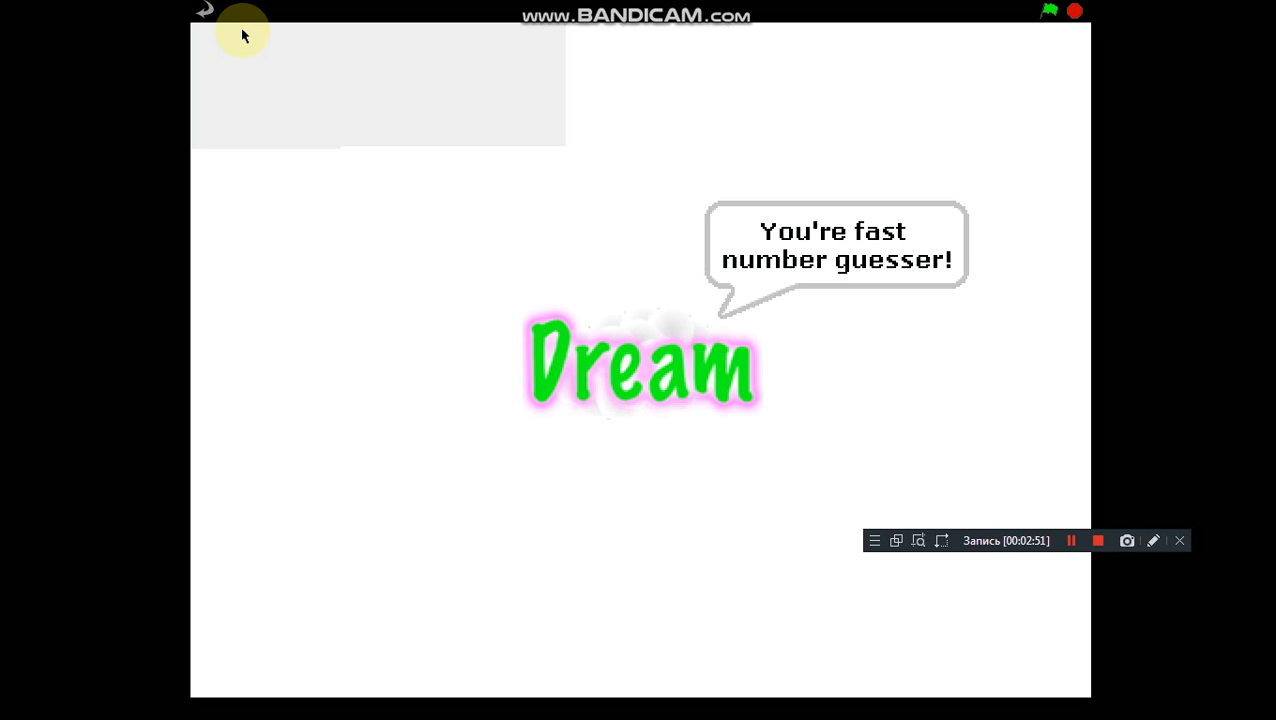 WWW.BANDICAM.COM
You're fast
number guesser!
Dream
Запись [00:02:51]